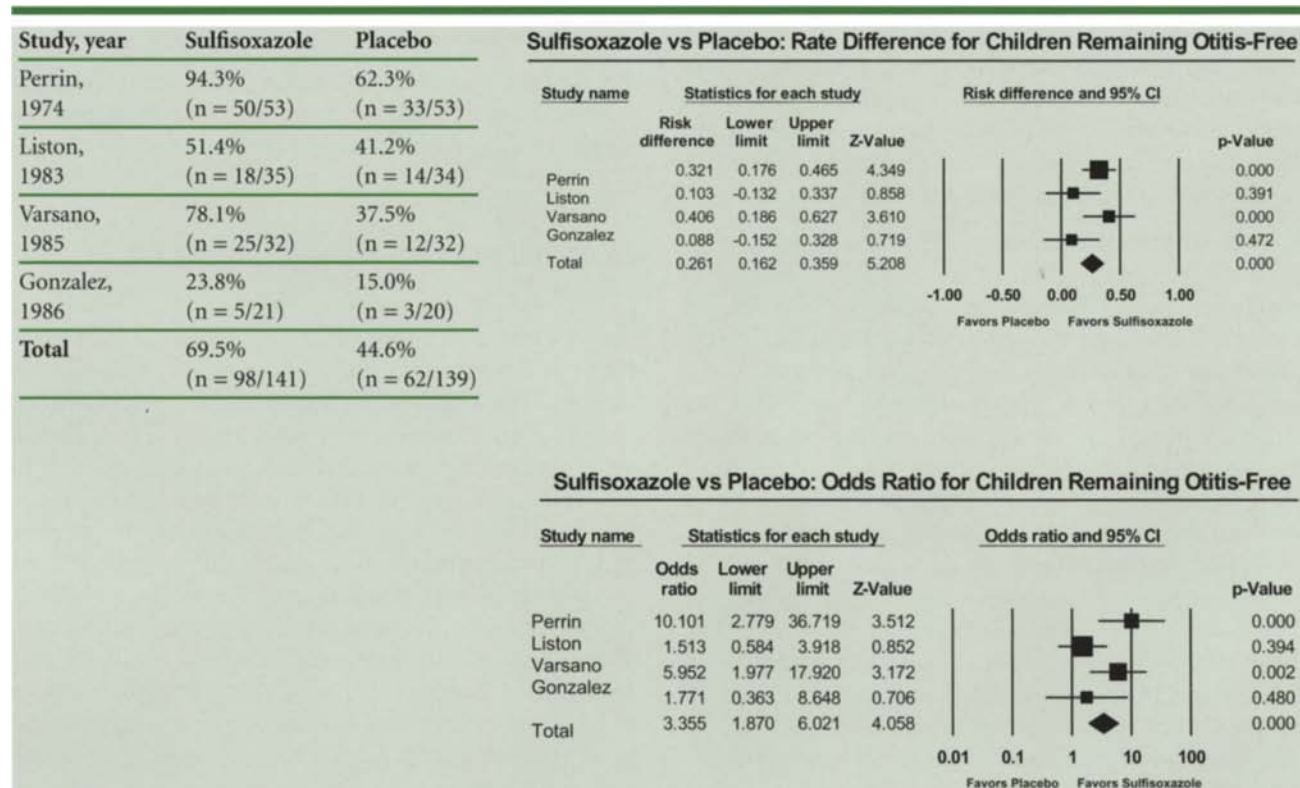 Study, year Sulfisoxazole Placebo
Perrin, 94.3% 62.3%
1974 (n = 50/53) (n = 33/53)
Liston, 51.4% 41.2%
1983 (n = 18/35) (n = 14/34)
Varsano, 78.1% 37.5%
1985 (n = 25/32) (n = 12/32)
Gonzalez, 23.8% 15.0%
1986 (n = 5/21) (n = 3/20)
Total 69.5% 44.6%
(n = 98/141) (n = 62/139)
Sulfisoxazole vs Placebo: Rate Difference for Children Remaining Otitis-Free
Study name Statistics for each study Risk difference and 95% CI
Risk Lower Upper
difference limit limit Z-Value p-Value
Perrin 0.321 0.176 0.465 4.349 0.000
Liston 0.103 -0.132 0.337 0.858 0.391
Varsano 0.406 0.186 0.627 3.610 0.000
Gonzalez 0.088 -0.152 0.328 0.719 0.472
Total 0.261 0.162 0.359 5.208 0.000
-1.00 -0.50 0.00 0.50 1.00
Favors Placebo Favors Sulfisoxazole
Sulfisoxazole vs Placebo: Odds Ratio for Children Remaining Otitis-Free
Study name Statistics for each study Odds ratio and 95% CI
Odds Lower Upper
ratio limit limit Z-Value p-Value
Perrin 10.101 2.779 36.719 3.512 0.000
Liston 1.513 0.584 3.918 0.852 0.394
Varsano 5.952 1.977 17.920 3.172 0.002
Gonzalez 1.771 0.363 8.648 0.706 0.480
Total 3.355 1.870 6.021 4.058 0.000
0.01 0.1 1 10 100
Favors Placebo Favors Sulfisoxazole